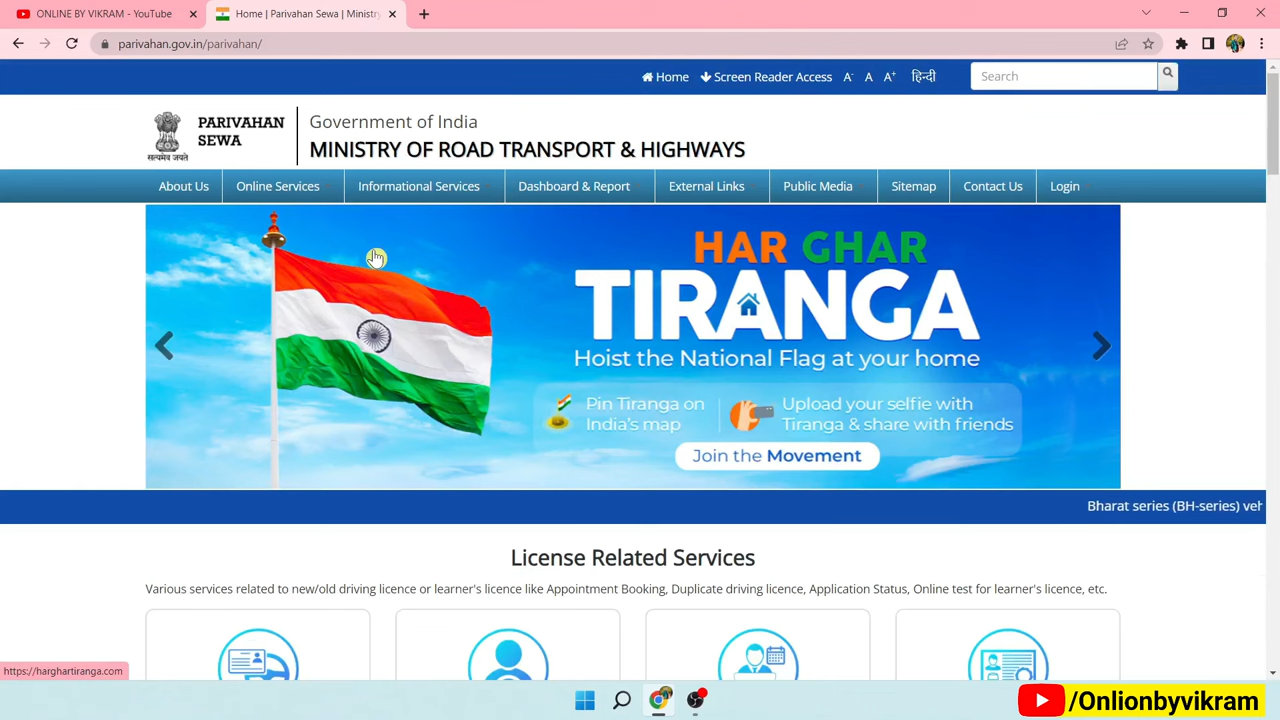 ONLINE BY VIKRAM - YouTube
Home | Parivahan Sewa | Ministry
parivahan.gov.in/parivahan/
Home Screen Reader Access A- A A+ हिन्दी
Search
PARIVAHAN
SEWA
सत्यमेव जयते
Government of India
MINISTRY OF ROAD TRANSPORT & HIGHWAYS
About Us Online Services Informational Services Dashboard & Report External Links Public Media Sitemap Contact Us Login
HAR GHAR
TIRANGA
Hoist the National Flag at your home
Pin Tiranga on
India's map
Upload your selfie with
Tiranga & share with friends
Join the Movement
Bharat series (BH-series) veh
License Related Services
Various services related to new/old driving licence or learner's licence like Appointment Booking, Duplicate driving licence, Application Status, Online test for learner's licence, etc.
https://harghartiranga.com
/Onlionbyvikram